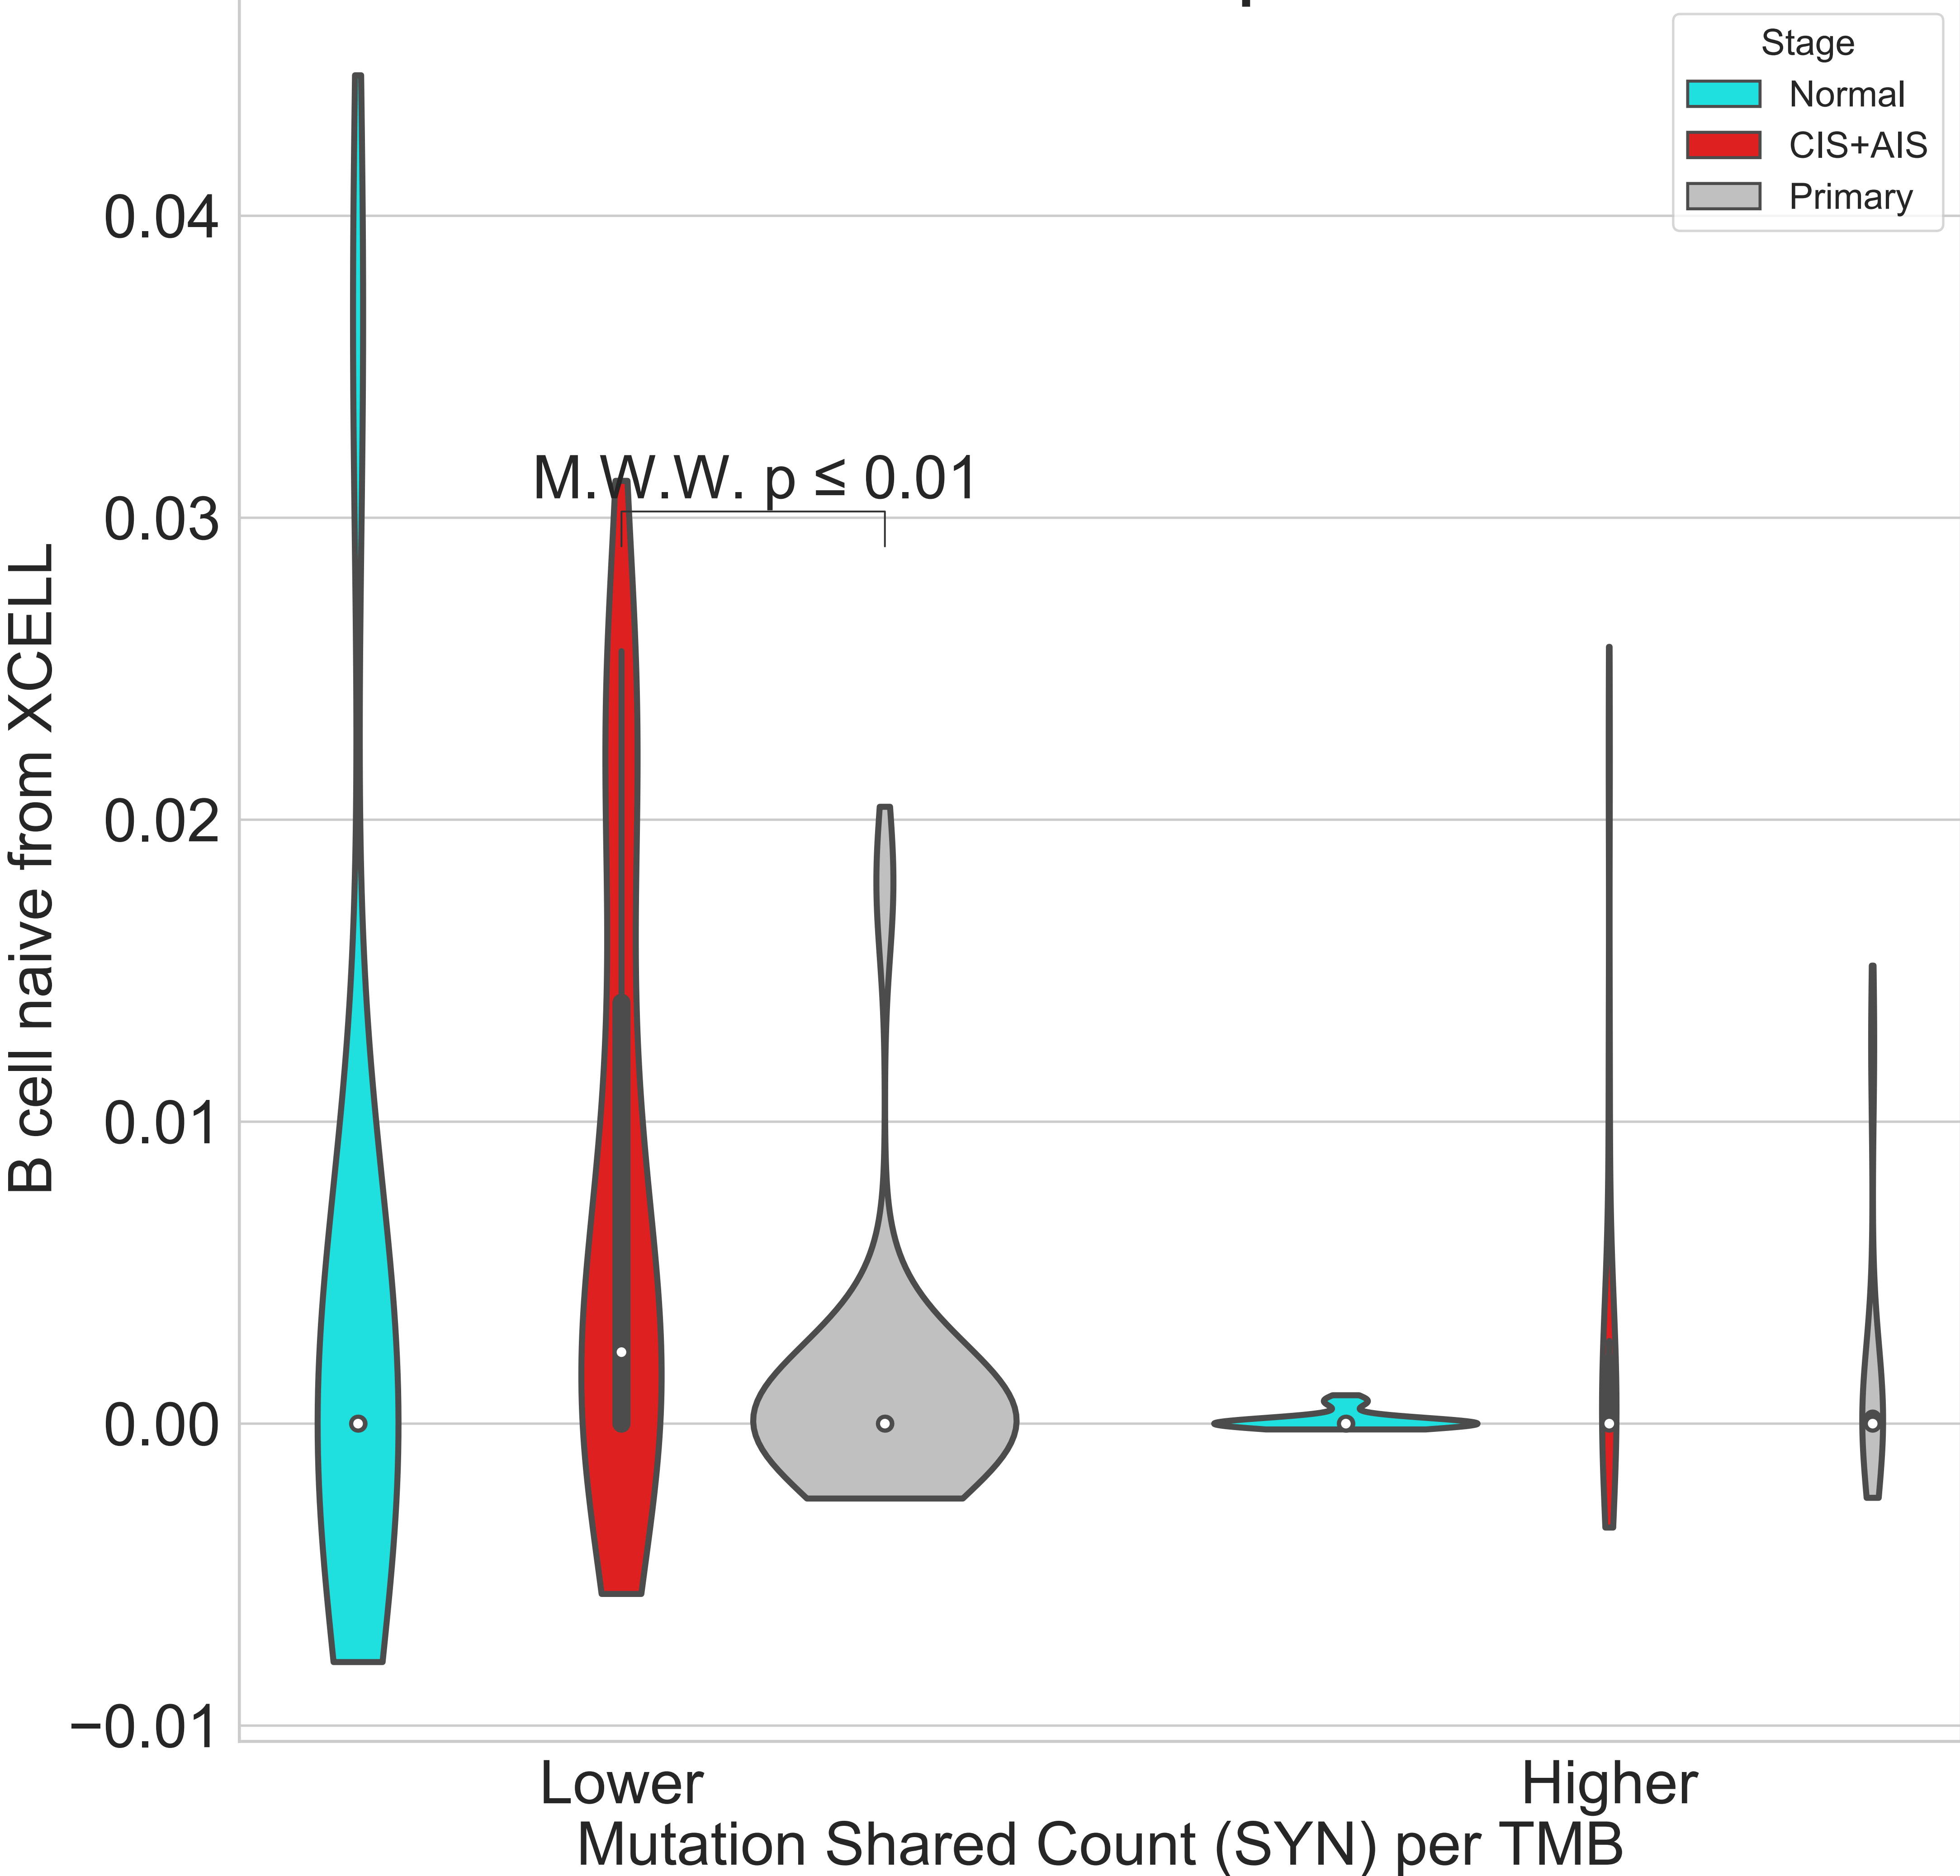 Stage
Normal
CIS+AIS
Primary
0.04
0.03
0.02
0.01
0.00
−0.01
B cell naive from XCELL
M.W.W. p ≤ 0.01
Lower
Higher
Mutation Shared Count (SYN) per TMB